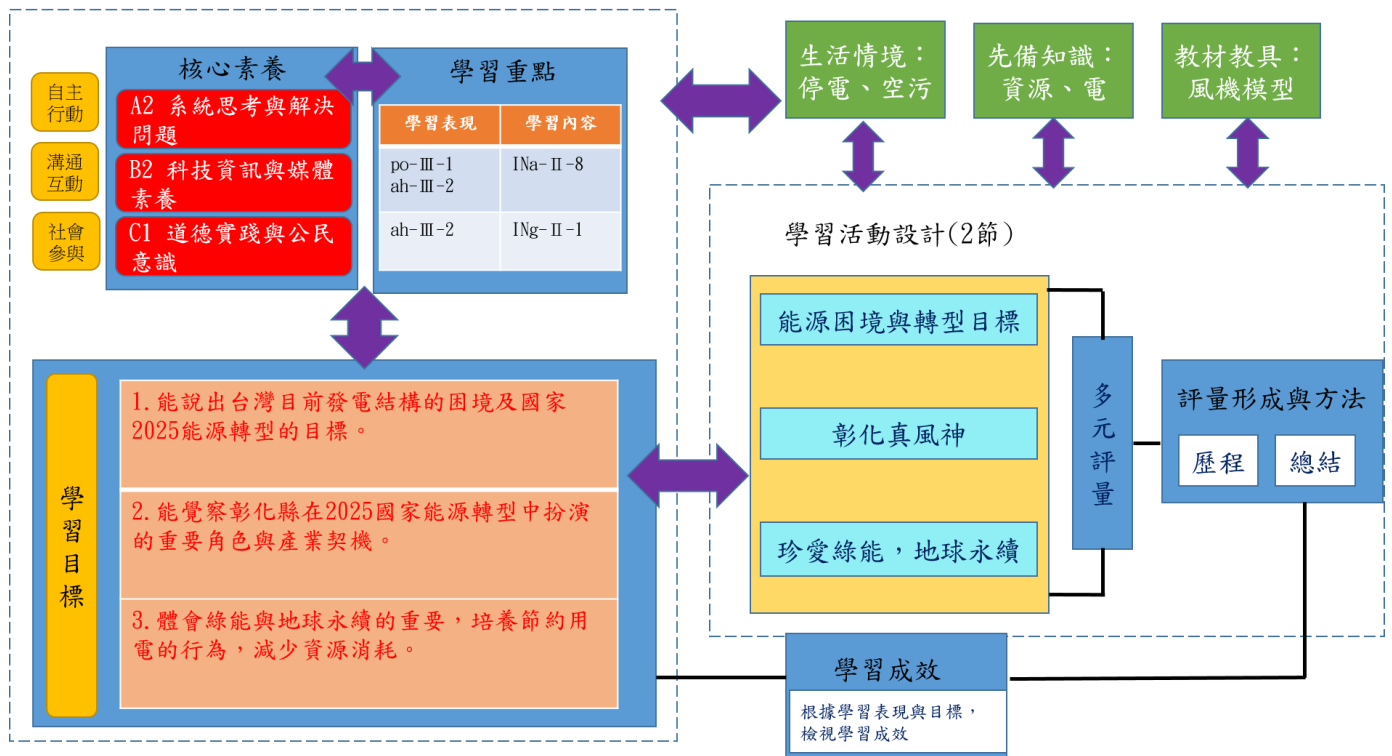 自主
行動
溝通
互動
社會
參與
核心素養
A2 系統思考與解決
問題
B2 科技資訊與媒體
素養
C1 道德實踐與公民
意識
學習重點
學習表現
學習內容
po-Ⅲ-1
ah-Ⅲ-2
INa-Ⅱ-8
ah-Ⅲ-2
INg-Ⅱ-1
生活情境：
停電、空污
先備知識：
資源、電
教材教具：
風機模型
學習目標
1.能說出台灣目前發電結構的困境及國家
2025能源轉型的目標。
2.能覺察彰化縣在2025國家能源轉型中扮演
的重要角色與產業契機。
3.體會綠能與地球永續的重要，培養節約用
電的行為，減少資源消耗。
學習活動設計(2節)
能源困境與轉型目標
彰化真風神
珍愛綠能，地球永續
多元評量
評量形成與方法
歷程
總結
學習成效
根據學習表現與目標，
檢視學習成效